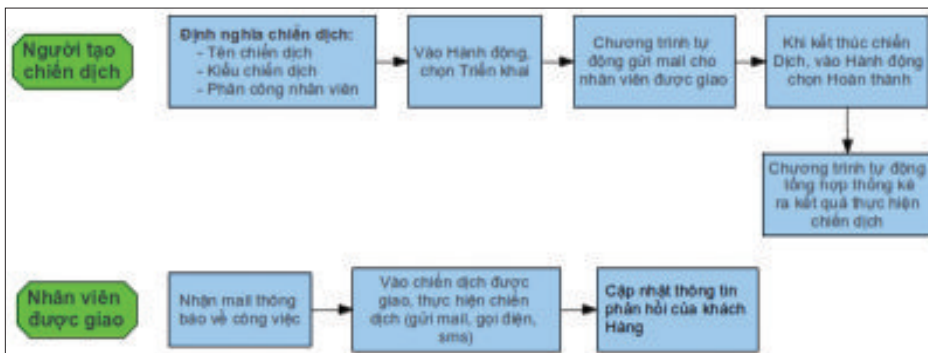 Người tạo
chiến dịch
Định nghĩa chiến dịch:
- Tên chiến dịch
- Kiểu chiến dịch
- Phân công nhân viên
Vào Hành động,
chọn Triển khai
Chương trình tự
động gửi mail cho
nhân viên được giao
Khi kết thúc chiến
Dịch, vào Hành động
chọn Hoàn thành
Chương trình tự động
tổng hợp thống kê
ra kết quả thực hiện
chiến dịch
Nhân viên
được giao
Nhận mail thông
báo về công việc
Vào chiến dịch được
giao, thực hiện chiến
dịch (gửi mail, gọi điện,
sms)
Cập nhật thông tin
phản hồi của khách
Hàng